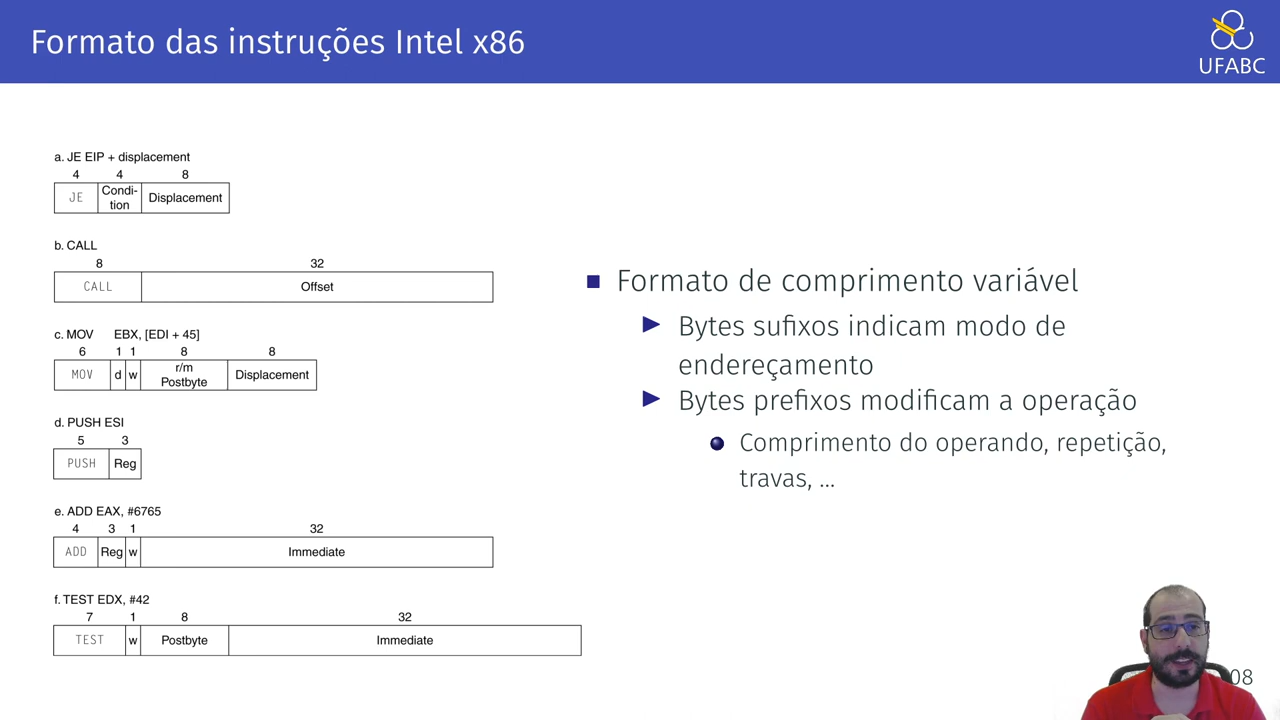 Formato das instruções Intel x86
UFABC
a. JE EIP + displacement
4 4 8
JE Condi-tion Displacement
b. CALL
8 32
CALL Offset
c. MOV EBX, [EDI + 45]
6 1 1 8 8
MOV d w r/m Postbyte Displacement
d. PUSH ESI
5 3
PUSH Reg
e. ADD EAX, #6765
4 3 1 32
ADD Reg w Immediate
f. TEST EDX, #42
7 1 8 32
TEST w Postbyte Immediate
Formato de comprimento variável
Bytes sufixos indicam modo de
endereçamento
Bytes prefixos modificam a operação
Comprimento do operando, repetição,
travas, ...
08